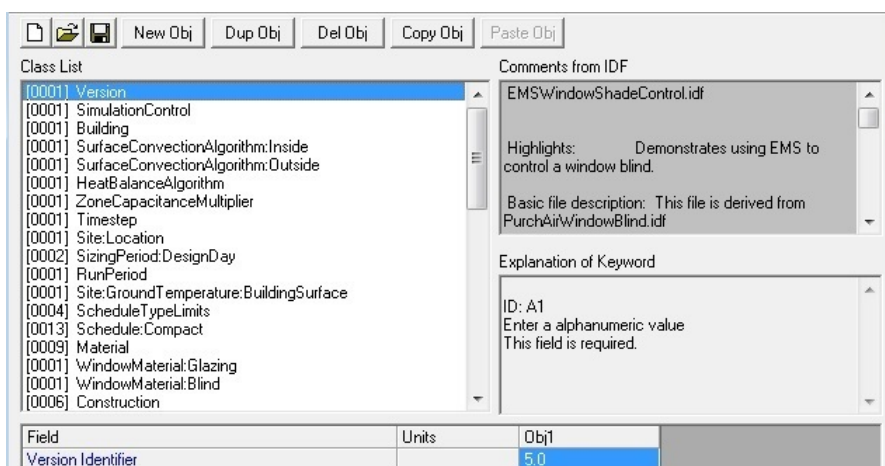 New Obj Dup Obj Del Obj Copy Obj Paste Obj
Class List
[0001] Version
[0001] SimulationControl
[0001] Building
[0001] SurfaceConvectionAlgorithm:Inside
[0001] SurfaceConvectionAlgorithm:Outside
[0001] HeatBalanceAlgorithm
[0001] ZoneCapacitanceMultiplier
[0001] Timestep
[0001] Site:Location
[0002] SizingPeriod:DesignDay
[0001] RunPeriod
[0001] Site:GroundTemperature:BuildingSurface
[0004] ScheduleTypeLimits
[0013] Schedule:Compact
[0009] Material
[0001] WindowMaterial:Glazing
[0001] WindowMaterial:Blind
[0006] Construction
Comments from IDF
EMSWindowShadeControl.idf
Highlights: Demonstrates using EMS to
control a window blind.
Basic file description: This file is derived from
PurchAirWindowBlind.idf
Explanation of Keyword
ID: A1
Enter a alphanumeric value
This field is required.
Field Units Obj1
Version Identifier 5.0